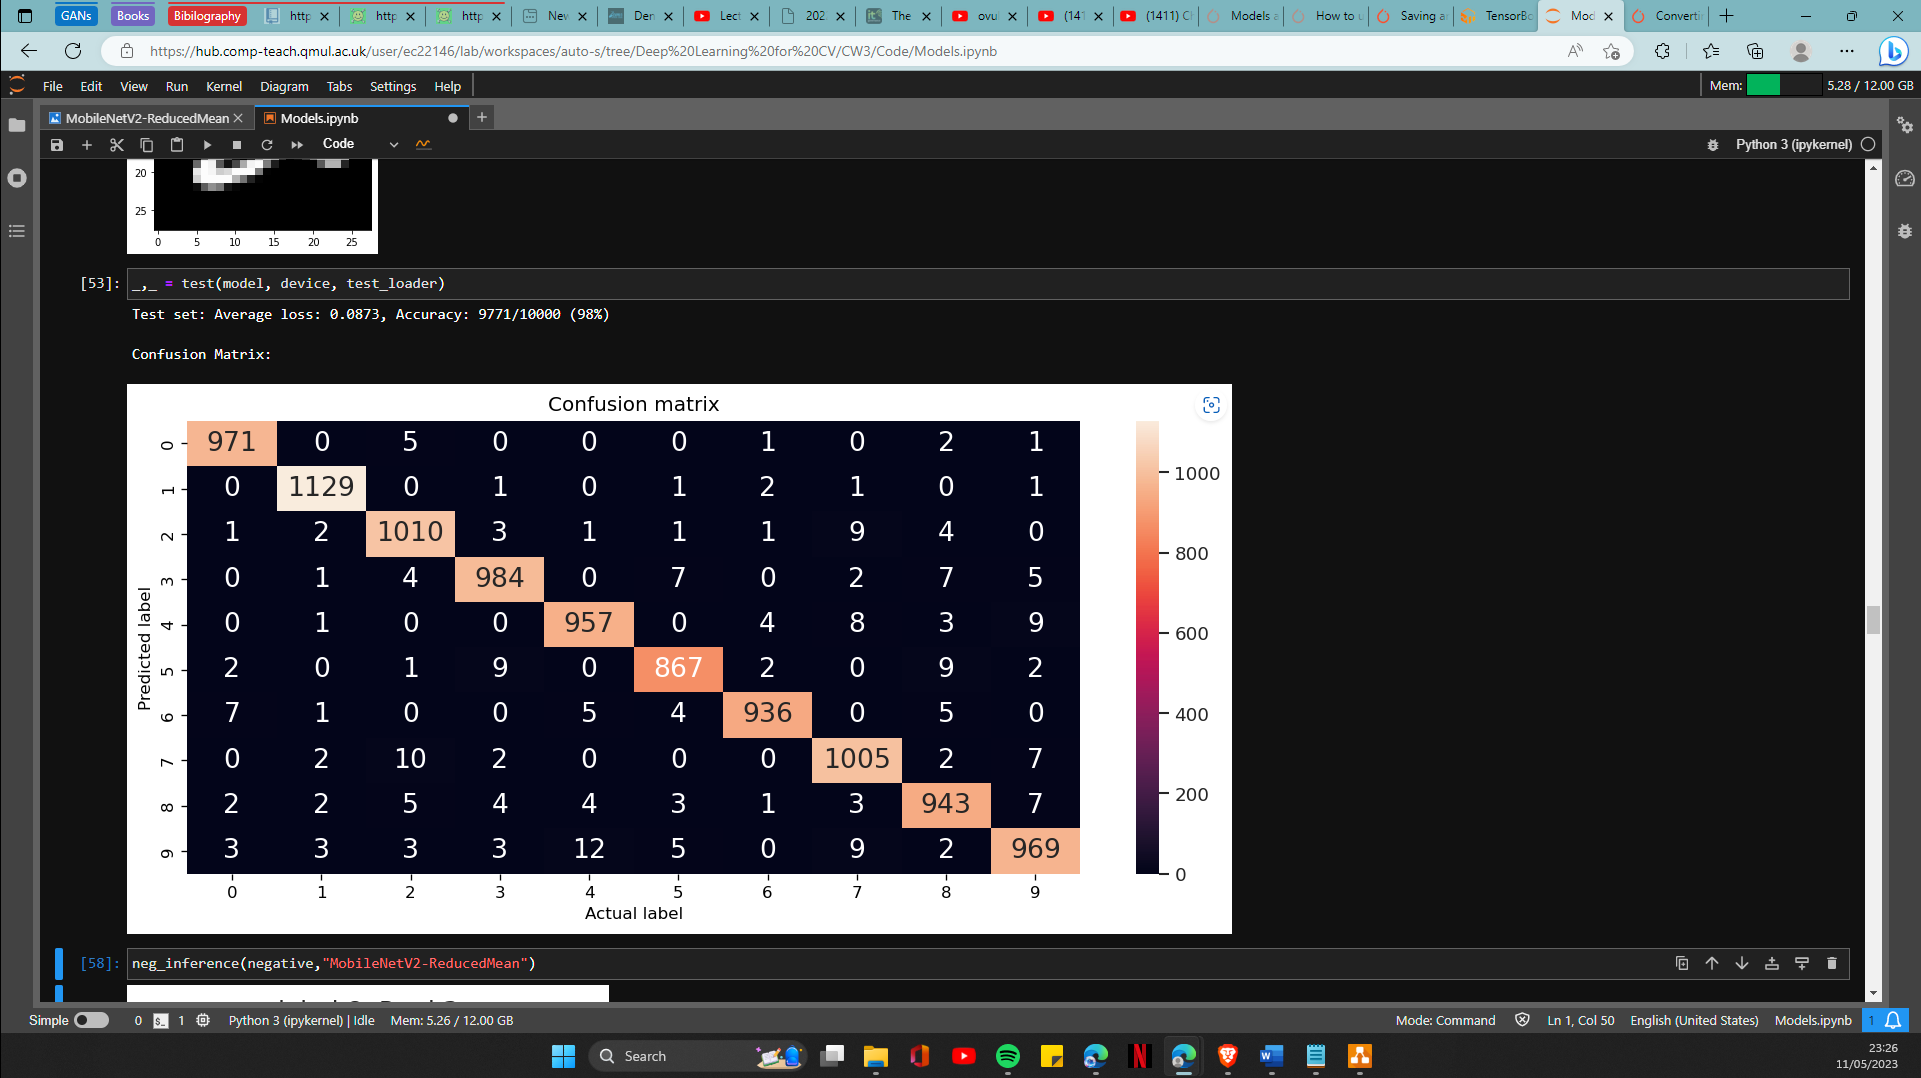 GANs Books Bibilography http http http New Den Lect 202 The ovu (141 (1411) C Models a How to u Saving a TensorBo Mod Converti
https://hub.comp-teach.qmul.ac.uk/user/ec22146/lab/workspaces/auto-s/tree/Deep%20Learning%20for%20CV/CW3/Code/Models.ipynb
File Edit View Run Kernel Diagram Tabs Settings Help Mem: 5.28 / 12.00 GB
MobileNetV2-ReducedMean Models.ipynb
Code Python 3 (ipykernel)
20
25
0 5 10 15 20 25
[53]: _,_ = test(model, device, test_loader)
Test set: Average loss: 0.0873, Accuracy: 9771/10000 (98%)
Confusion Matrix:
Confusion matrix
0 971 0 5 0 0 0 1 0 2 1
1 0 1129 0 1 0 1 2 1 0 1
2 1 2 1010 3 1 1 1 9 4 0
3 0 1 4 984 0 7 0 2 7 5
4 0 1 0 0 957 0 4 8 3 9
5 2 0 1 9 0 867 2 0 9 2
6 7 1 0 0 5 4 936 0 5 0
7 0 2 10 2 0 0 0 1005 2 7
8 2 2 5 4 4 3 1 3 943 7
9 3 3 3 3 12 5 0 9 2 969
0 1 2 3 4 5 6 7 8 9
Predicted label
Actual label
1000
800
600
400
200
0
[58]: neg_inference(negative,"MobileNetV2-ReducedMean")
Simple 0 1 Python 3 (ipykernel) | Idle Mem: 5.26 / 12.00 GB Mode: Command Ln 1, Col 50 English (United States) Models.ipynb 1
Search
23:26
11/05/2023